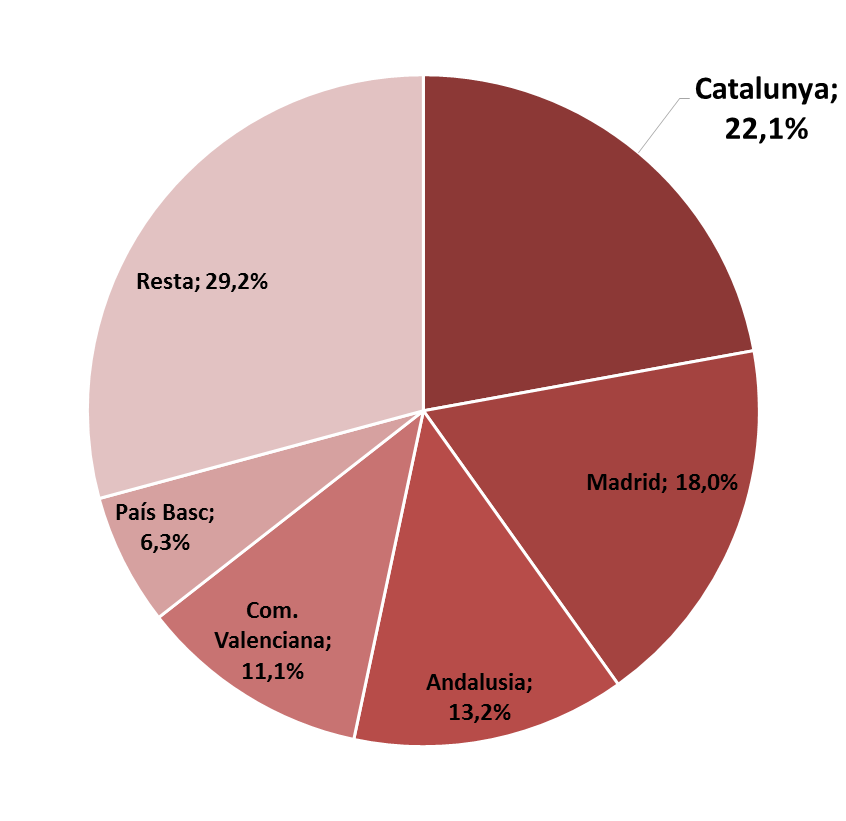 Catalunya;
22,1%
Resta; 29,2%
Madrid; 18,0%
País Basc;
6,3%
Com.
Valenciana;
11,1%
Andalusia;
13,2%